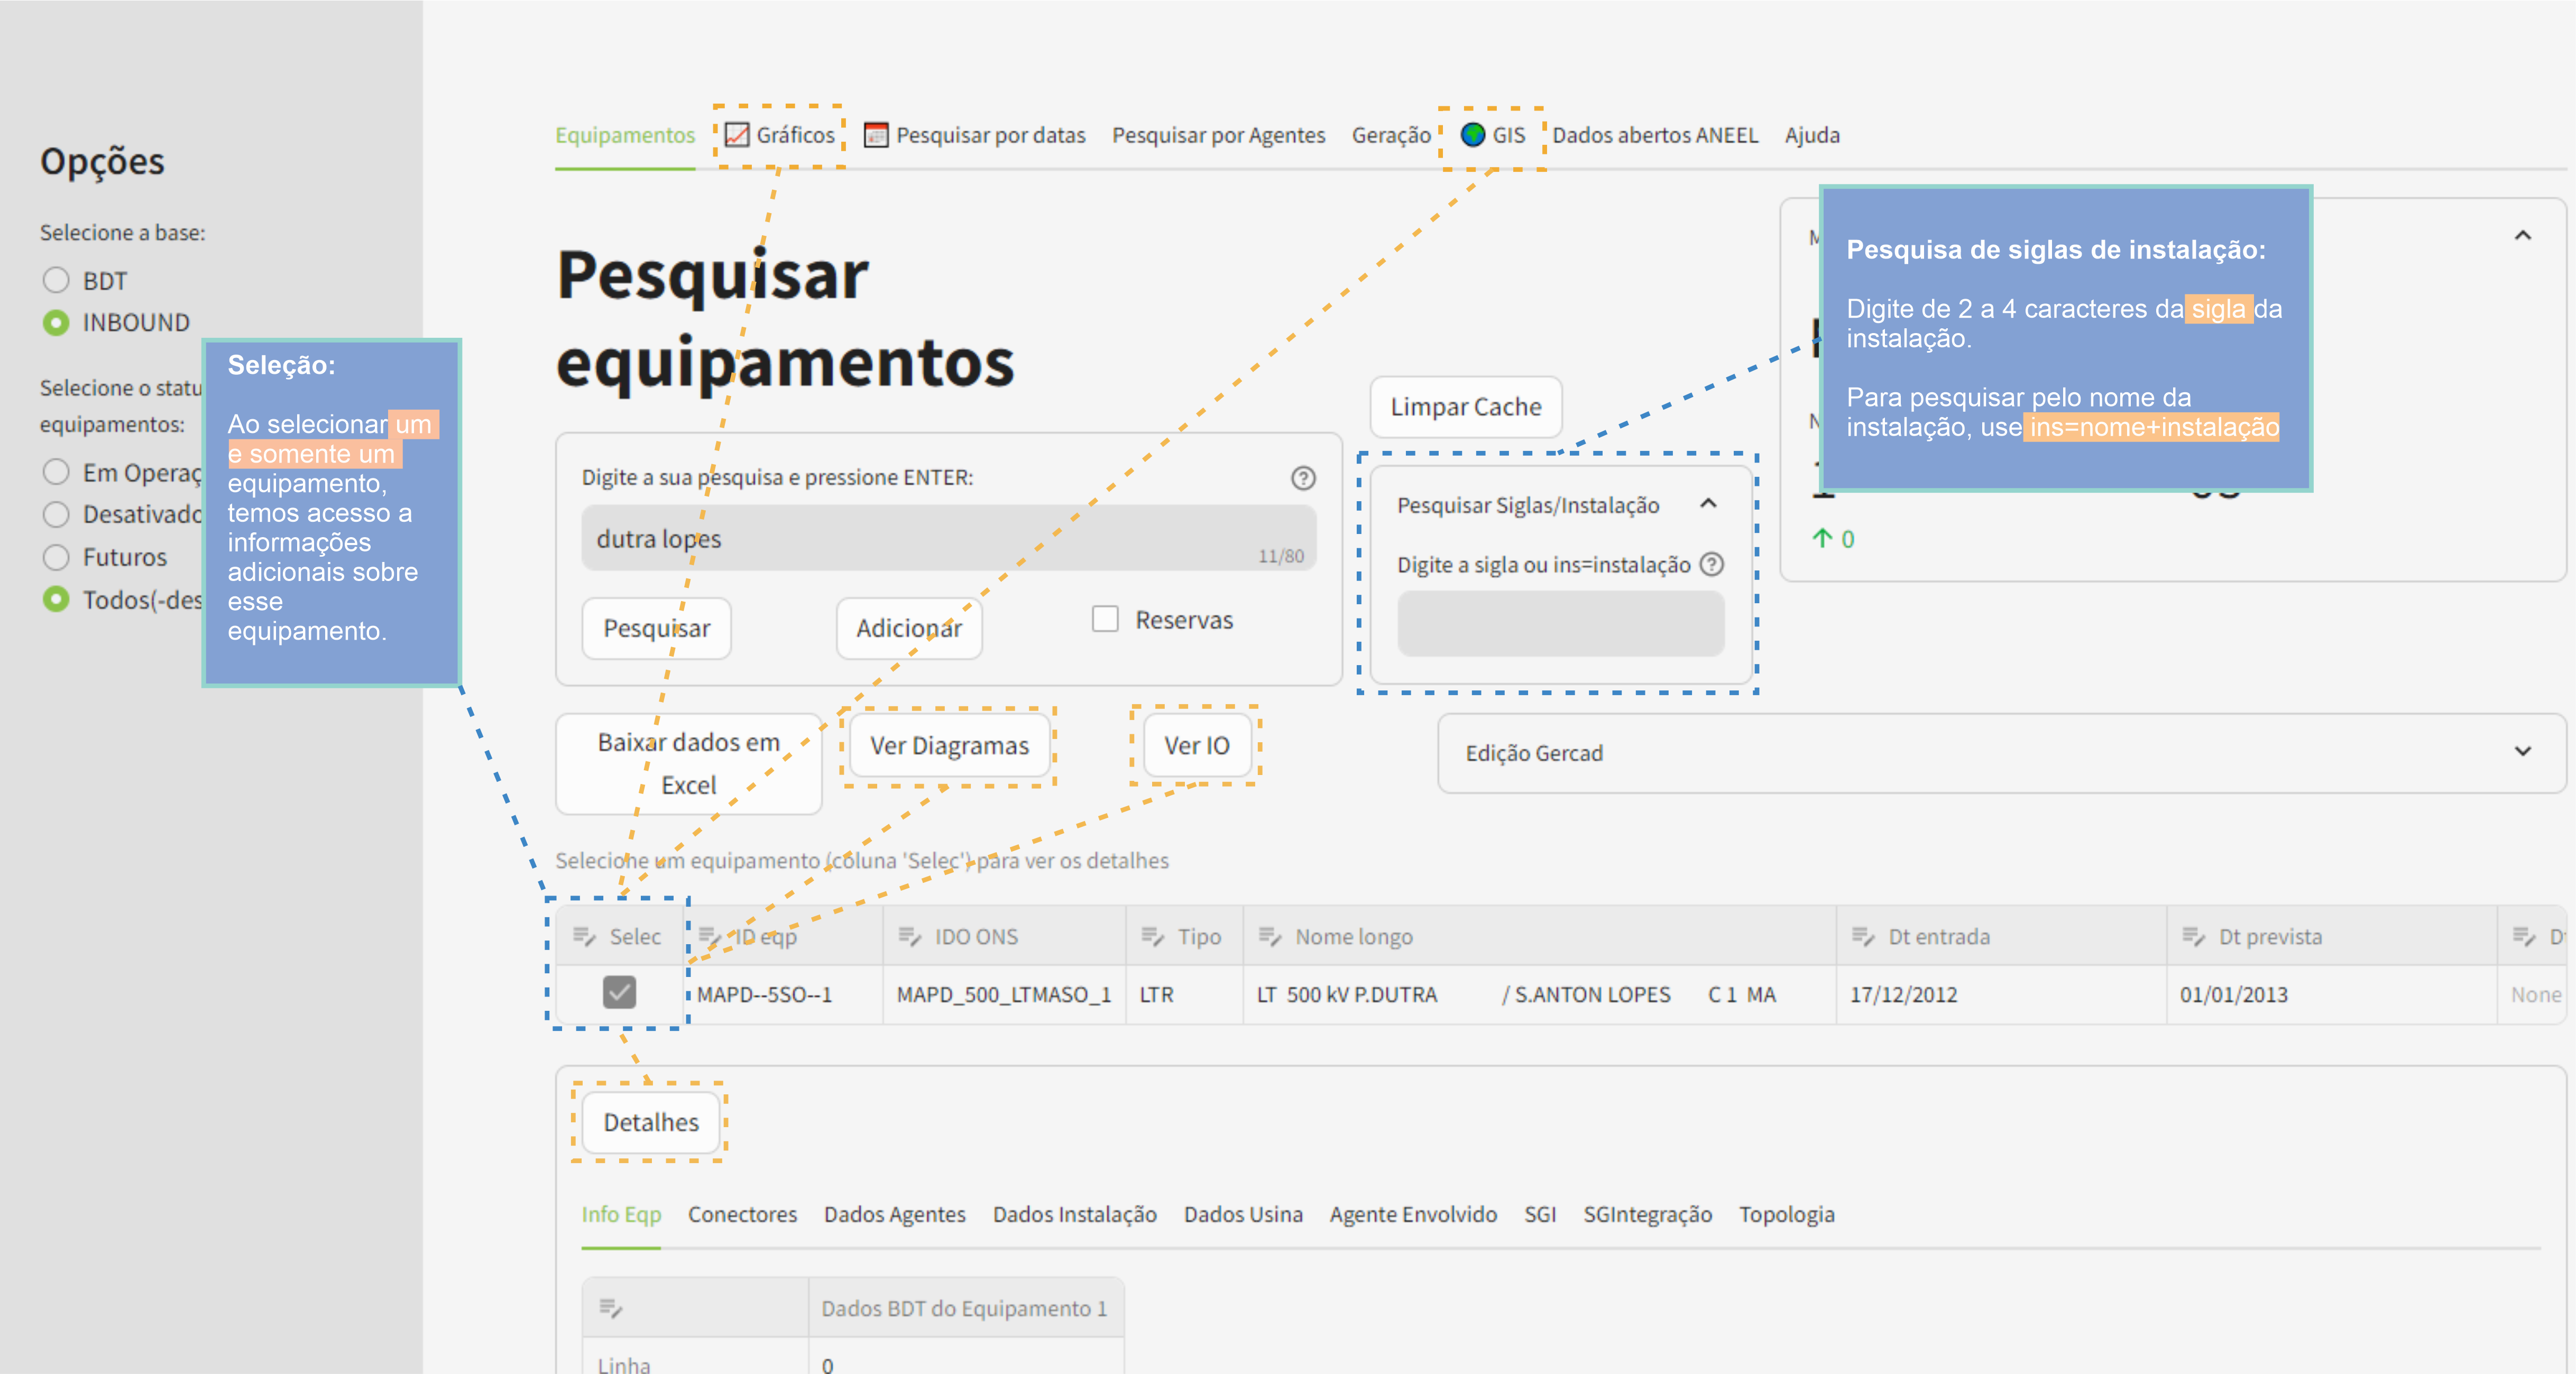 Opções
Selecione a base:
BDT
INBOUND
Selecione o statu
equipamentos:
Em Operaç
Desativado
Futuros
Todos(-des
Seleção:
Ao selecionar um
e somente um
equipamento,
temos acesso a
informações
adicionais sobre
esse
equipamento.
Equipamentos 📈 Gráficos 📅 Pesquisar por datas Pesquisar por Agentes Geração 🌍 GIS Dados abertos ANEEL Ajuda
Pesquisar
equipamentos
Limpar Cache
Digite a sua pesquisa e pressione ENTER:
dutra lopes
11/80
Pesquisar Adicionar Reservas
Pesquisar Siglas/Instalação
Digite a sigla ou ins=instalação
Pesquisa de siglas de instalação:
Digite de 2 a 4 caracteres da sigla da
instalação.
Para pesquisar pelo nome da
instalação, use ins=nome+instalação
↑ 0
Baixar dados em
Excel
Ver Diagramas
Ver IO
Edição Gercad
Selecione um equipamento (coluna 'Selec') para ver os detalhes
Selec ID eqp IDO ONS Tipo Nome longo Dt entrada Dt prevista D
MAPD--5SO--1 MAPD_500_LTMASO_1 LTR LT 500 kV P.DUTRA / S.ANTON LOPES C 1 MA 17/12/2012 01/01/2013 None
Detalhes
Info Eqp Conectores Dados Agentes Dados Instalação Dados Usina Agente Envolvido SGI SGIntegração Topologia
Dados BDT do Equipamento 1
Linha 0